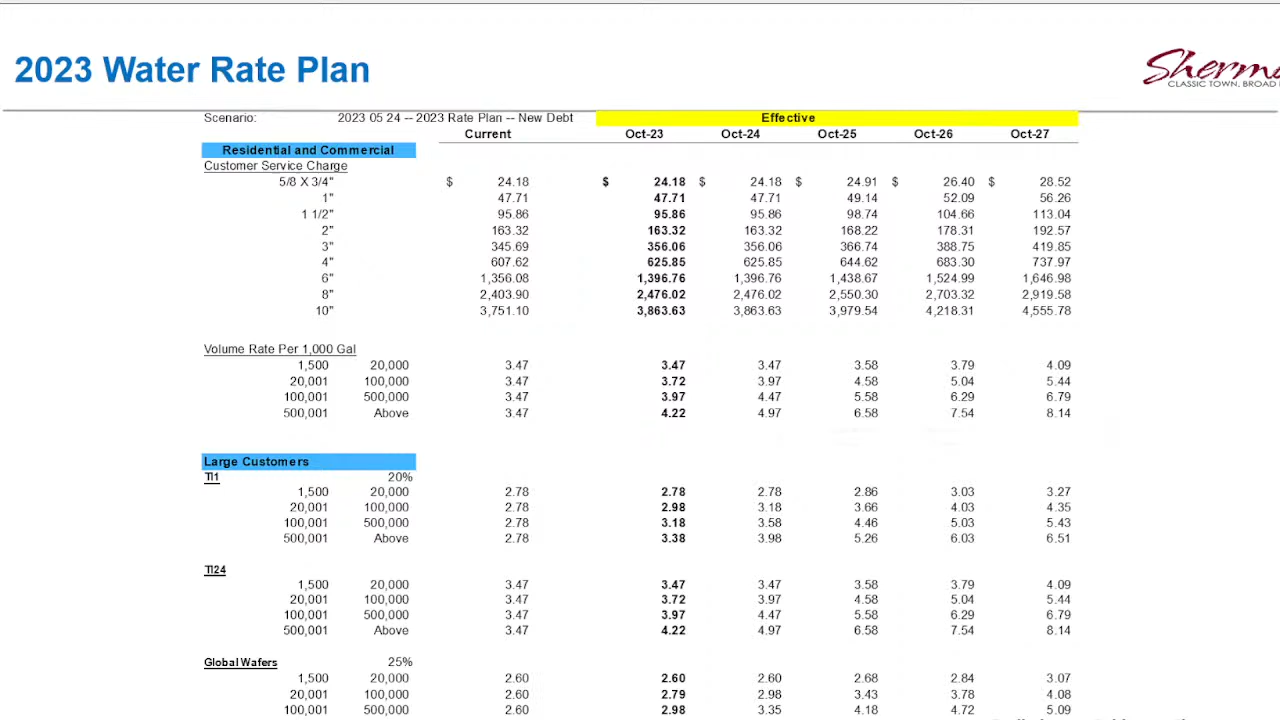 2023 Water Rate Plan
CLASSIC TOWN. BROAD
Scenario: 2023 05 24 -- 2023 Rate Plan -- New Debt Effective
Current Oct-23 Oct-24 Oct-25 Oct-26 Oct-27
Residential and Commercial
Customer Service Charge
5/8 X 3/4" $ 24.18 $ 24.18 $ 24.18 $ 24.91 $ 26.40 $ 28.52
1" 47.71 47.71 47.71 49.14 52.09 56.26
1 1/2" 95.86 95.86 95.86 98.74 104.66 113.04
2" 163.32 163.32 163.32 168.22 178.31 192.57
3" 345.69 356.06 356.06 366.74 388.75 419.85
4" 607.62 625.85 625.85 644.62 683.30 737.97
6" 1,356.08 1,396.76 1,396.76 1,438.67 1,524.99 1,646.98
8" 2,403.90 2,476.02 2,476.02 2,550.30 2,703.32 2,919.58
10" 3,751.10 3,863.63 3,863.63 3,979.54 4,218.31 4,555.78
Volume Rate Per 1,000 Gal
1,500 20,000 3.47 3.47 3.47 3.58 3.79 4.09
20,001 100,000 3.47 3.72 3.97 4.58 5.04 5.44
100,001 500,000 3.47 3.97 4.47 5.58 6.29 6.79
500,001 Above 3.47 4.22 4.97 6.58 7.54 8.14
Large Customers
TI1 20%
1,500 20,000 2.78 2.78 2.78 2.86 3.03 3.27
20,001 100,000 2.78 2.98 3.18 3.66 4.03 4.35
100,001 500,000 2.78 3.18 3.58 4.46 5.03 5.43
500,001 Above 2.78 3.38 3.98 5.26 6.03 6.51
TI24
1,500 20,000 3.47 3.47 3.47 3.58 3.79 4.09
20,001 100,000 3.47 3.72 3.97 4.58 5.04 5.44
100,001 500,000 3.47 3.97 4.47 5.58 6.29 6.79
500,001 Above 3.47 4.22 4.97 6.58 7.54 8.14
Global Wafers 25%
1,500 20,000 2.60 2.60 2.60 2.68 2.84 3.07
20,001 100,000 2.60 2.79 2.98 3.43 3.78 4.08
100,001 500,000 2.60 2.98 3.35 4.18 4.72 5.09